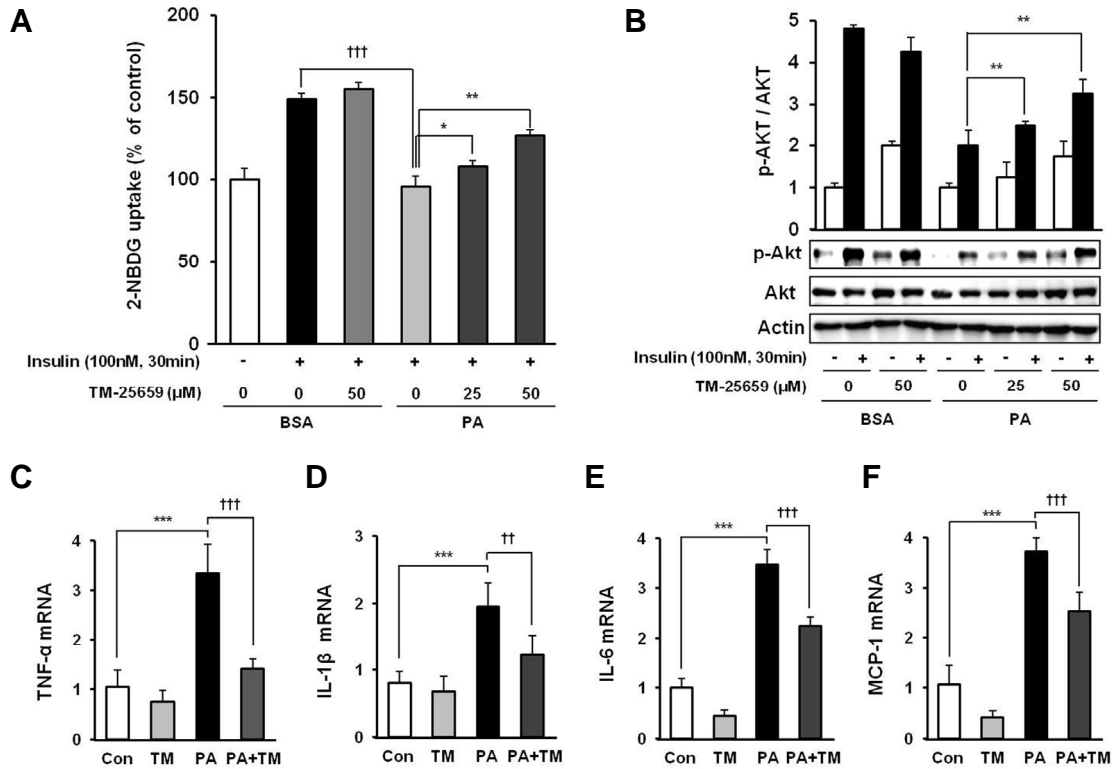 A
200
150
100
50
0
2-NBDG uptake (% of control)
†††
**
*
Insulin (100nM, 30min) - + + + + +
TM-25659 (μM) 0 0 50 0 25 50
BSA PA
B
5
4
3
2
1
0
p-AKT / AKT
**
**
p-Akt
Akt
Actin
Insulin (100nM, 30min) - + - + - + - + - +
TM-25659 (μM) 0 50 0 25 50
BSA PA
C
†††
***
4
3
2
1
0
TNF-α mRNA
Con TM PA PA+TM
D
††
***
3
2
1
0
IL-1β mRNA
Con TM PA PA+TM
E
†††
***
4
3
2
1
0
IL-6 mRNA
Con TM PA PA+TM
F
†††
***
4
3
2
1
0
MCP-1 mRNA
Con TM PA PA+TM